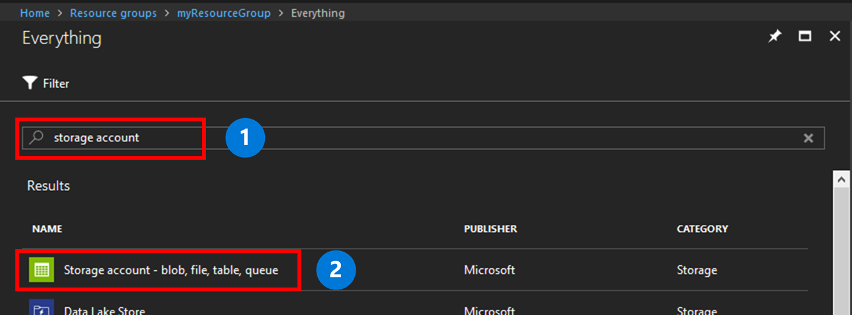 Home > Resource groups > myResourceGroup > Everything
Everything
Filter
storage account
1
Results
NAME PUBLISHER CATEGORY
Storage account - blob, file, table, queue 2 Microsoft Storage
Data Lake Store Microsoft Storage